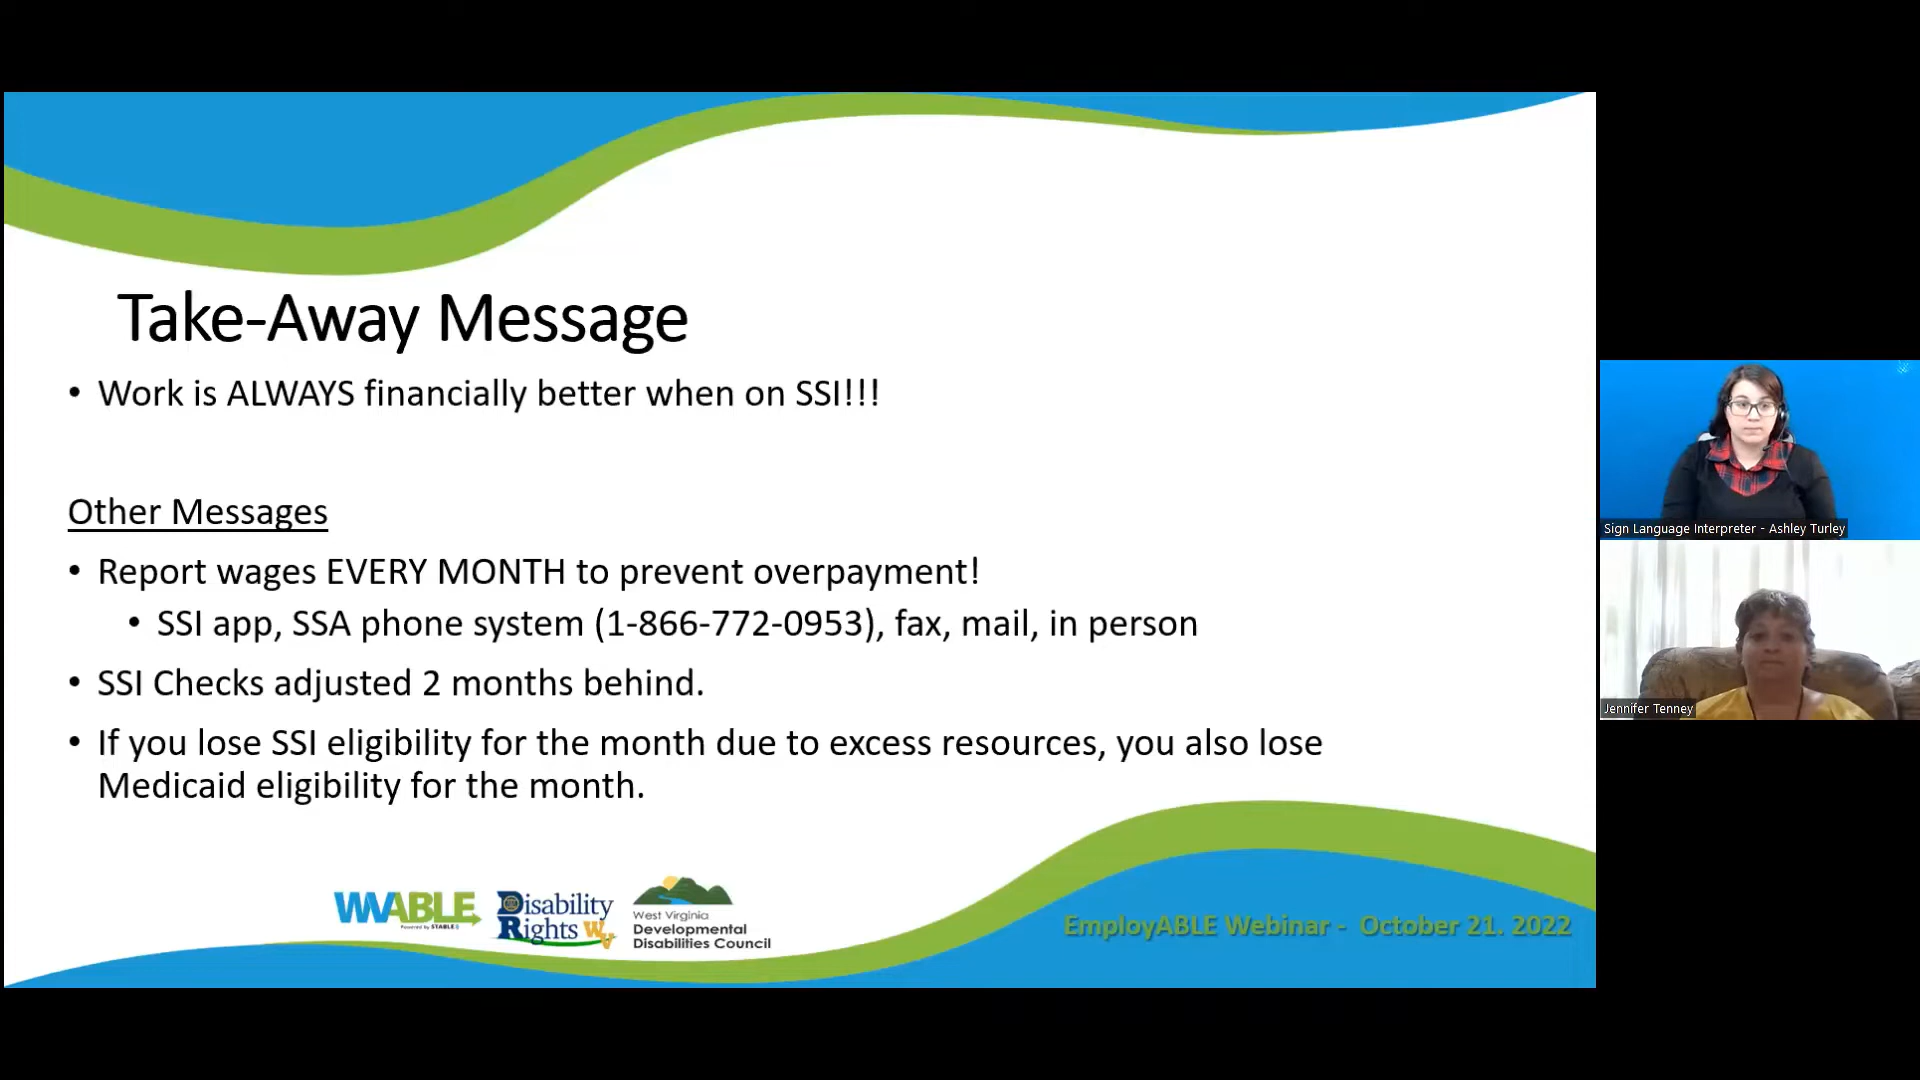 Take-Away Message
• Work is ALWAYS financially better when on SSI!!!
Other Messages
• Report wages EVERY MONTH to prevent overpayment!
• SSI app, SSA phone system (1-866-772-0953), fax, mail, in person
• SSI Checks adjusted 2 months behind.
• If you lose SSI eligibility for the month due to excess resources, you also lose
Medicaid eligibility for the month.
WVABLE
Powered by STABLE
Disability
Rights WV
West Virginia
Developmental
Disabilities Council
EmployABLE Webinar - October 21. 2022
Sign Language Interpreter - Ashley Turley
Jennifer Tenney